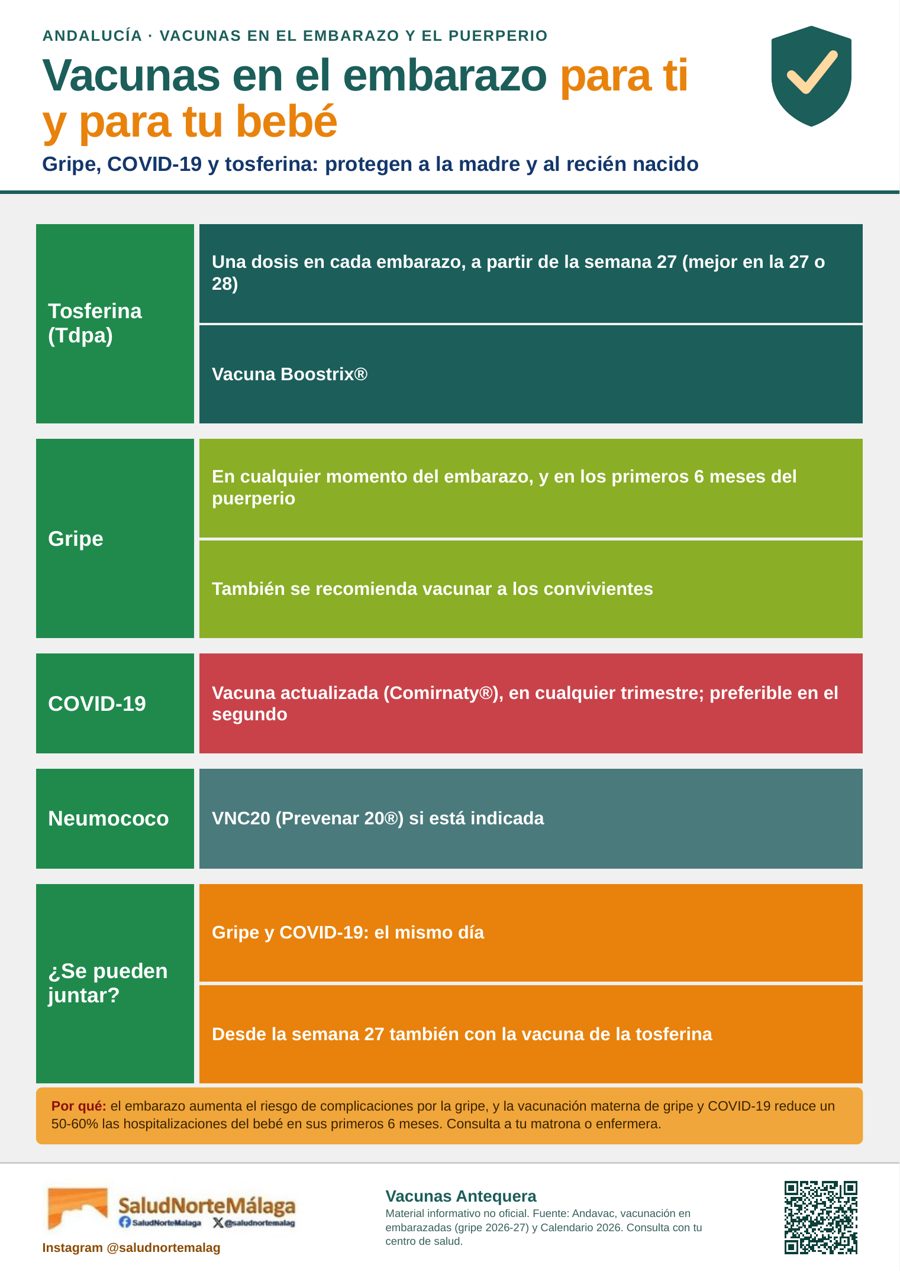 ANDALUCÍA · VACUNAS EN EL EMBARAZO Y EL PUERPERIO
Vacunas en el embarazo para ti
y para tu bebé
Gripe, COVID-19 y tosferina: protegen a la madre y al recién nacido
Tosferina
(Tdpa)
Una dosis en cada embarazo, a partir de la semana 27 (mejor en la 27 o
28)
Vacuna Boostrix®
Gripe
En cualquier momento del embarazo, y en los primeros 6 meses del
puerperio
También se recomienda vacunar a los convivientes
COVID-19
Vacuna actualizada (Comirnaty®), en cualquier trimestre; preferible en el
segundo
Neumococo
VNC20 (Prevenar 20®) si está indicada
¿Se pueden
juntar?
Gripe y COVID-19: el mismo día
Desde la semana 27 también con la vacuna de la tosferina
Por qué: el embarazo aumenta el riesgo de complicaciones por la gripe, y la vacunación materna de gripe y COVID-19 reduce un
50-60% las hospitalizaciones del bebé en sus primeros 6 meses. Consulta a tu matrona o enfermera.
SaludNorteMálaga
SaludNorteMalaga @saludnortemalag
Instagram @saludnortemalag
Vacunas Antequera
Material informativo no oficial. Fuente: Andavac, vacunación en
embarazadas (gripe 2026-27) y Calendario 2026. Consulta con tu
centro de salud.